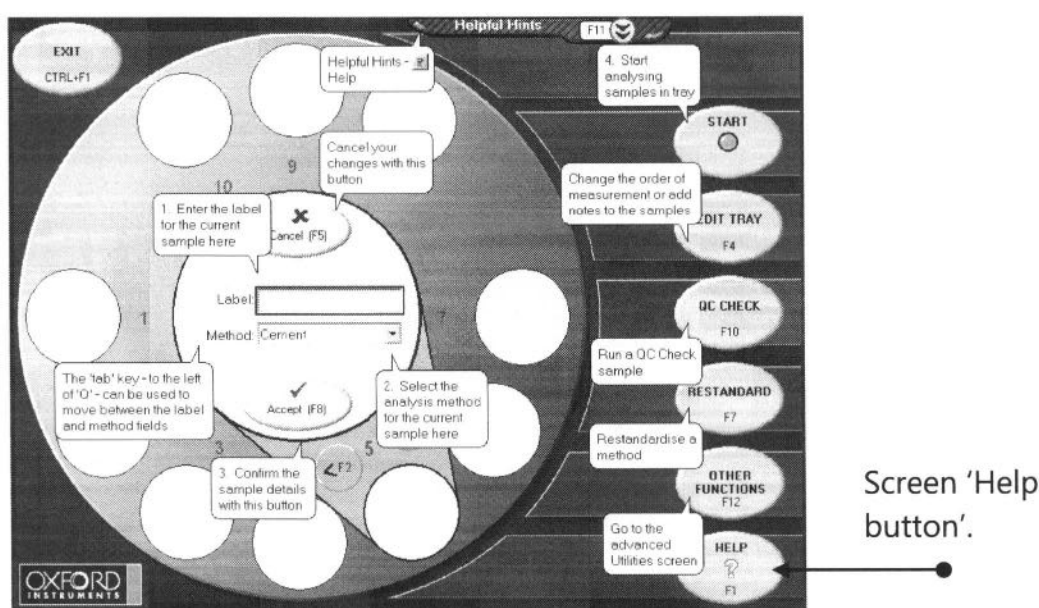 Helpful Hints
F11
EXIT
CTRL+F1
Helpful Hints - ?
Help
4. Start
analysing
samples in tray
START
Cancel your
changes with this
button
9
10
Change the order of
measurement or add
notes to the samples
EDIT TRAY
F4
1. Enter the label
for the current
sample here
Cancel (F5)
Label:
1
7
QC CHECK
F10
Method: Cement
Run a QC Check
sample
The 'tab' key - to the left
of 'Q' - can be used to
move between the label
and method fields
2. Select the
analysis method
for the current
sample here
Accept (F8)
RESTANDARD
F7
Restandardise a
method
3
5
F2
3. Confirm the
sample details
with this button
OTHER
FUNCTIONS
F12
Go to the
advanced
Utilities screen
HELP
?
F1
Screen 'Help
button'.
OXFORD
INSTRUMENTS